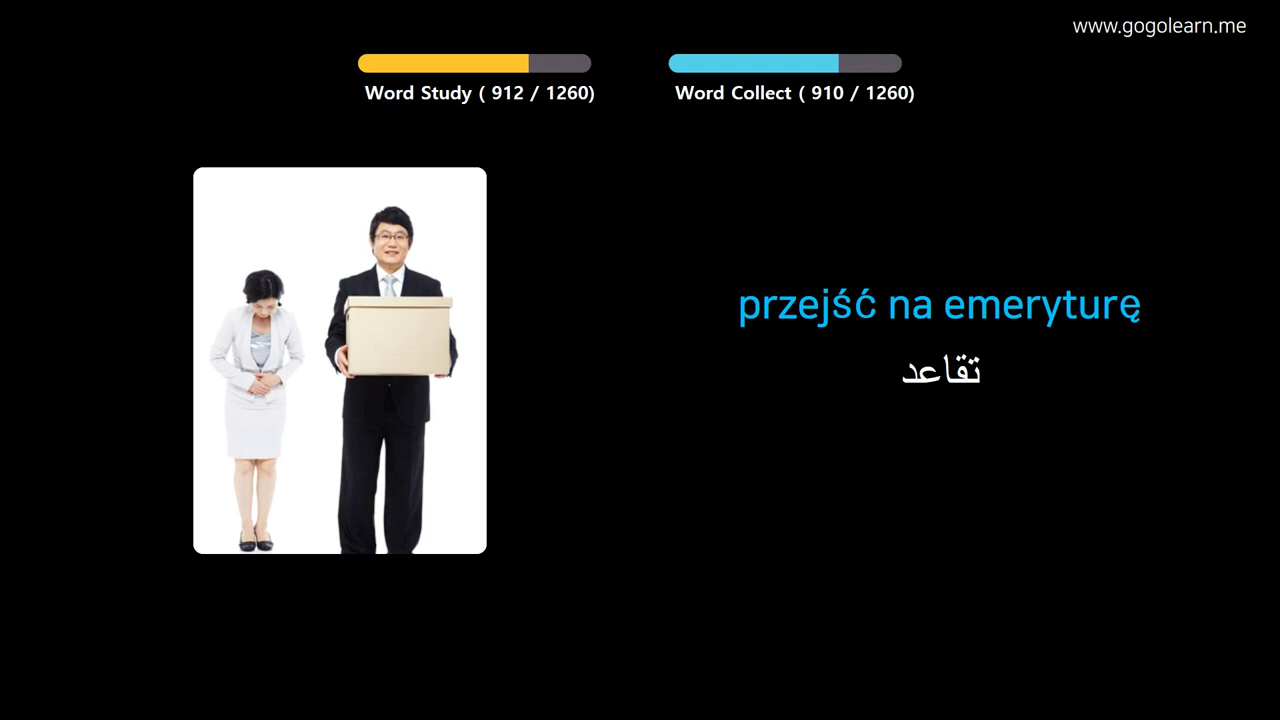 www.gogolearn.me
Word Study ( 912 / 1260)
Word Collect ( 910 / 1260)
przejść na emeryturę
تقاعد